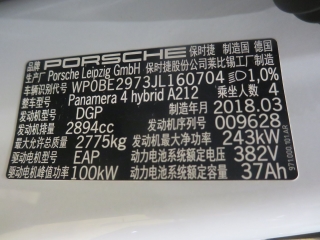 品牌 PORSCHE 保时捷 制造国 德国
生产厂 Porsche Leipzig GmbH 保时捷股份公司莱比锡工厂制造
车辆识别代号 WP0BE2973JL160704 1,0%
整车型号 Panamera 4 hybrid A212 乘坐人数 4
发动机型号 DGP 制造年月 2018.03
发动机排量 2894cc 发动机号 009628
最大允许总质量 2775kg 发动机额定功率 243kW
驱动电机型号 EAP 动力电池系统额定电压 382V
驱动电机峰值功率 100kW 动力电池系统额定容量 37Ah